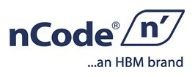 nCode® n'
...an HBM brand